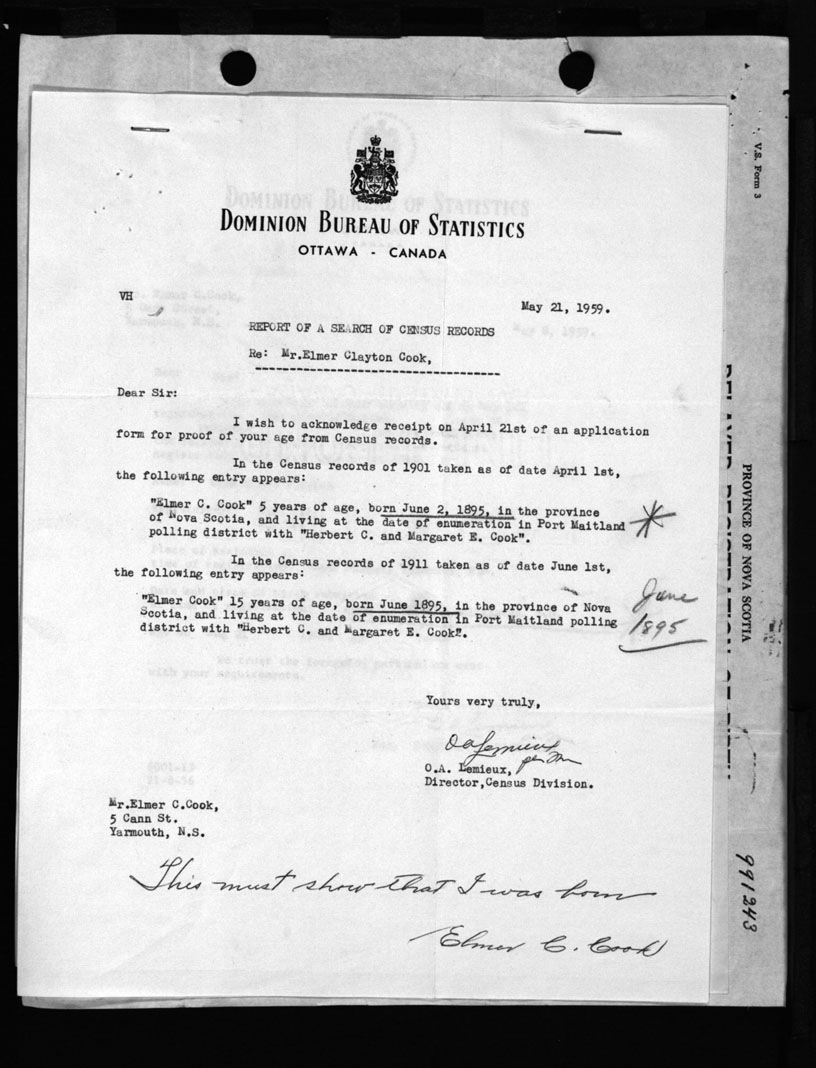 DOMINION BUREAU OF STATISTICS
OTTAWA - CANADA
VH
May 21, 1959.
REPORT OF A SEARCH OF CENSUS RECORDS
Re: Mr.Elmer Clayton Cook,
Dear Sir:
I wish to acknowledge receipt on April 21st of an application
form for proof of your age from Census records.
In the Census records of 1901 taken as of date April 1st,
the following entry appears:
"Elmer C. Cook" 5 years of age, born June 2, 1895, in the province
of Nova Scotia, and living at the date of enumeration in Port Maitland
polling district with "Herbert C. and Margaret E. Cook".
In the Census records of 1911 taken as of date June 1st,
the following entry appears:
"Elmer Cook" 15 years of age, born June 1895, in the province of Nova
Scotia, and living at the date of enumeration in Port Maitland polling
district with "Herbert C. and Margaret E. Cook".
June
1895
Yours very truly,
O.A. Lemieux,
Director,Census Division.
Mr.Elmer C.Cook,
5 Cann St.
Yarmouth, N.S.
This must show that I was born
Elmer C. Cook
V.S. Form 3
PROVINCE OF NOVA SCOTIA
991243